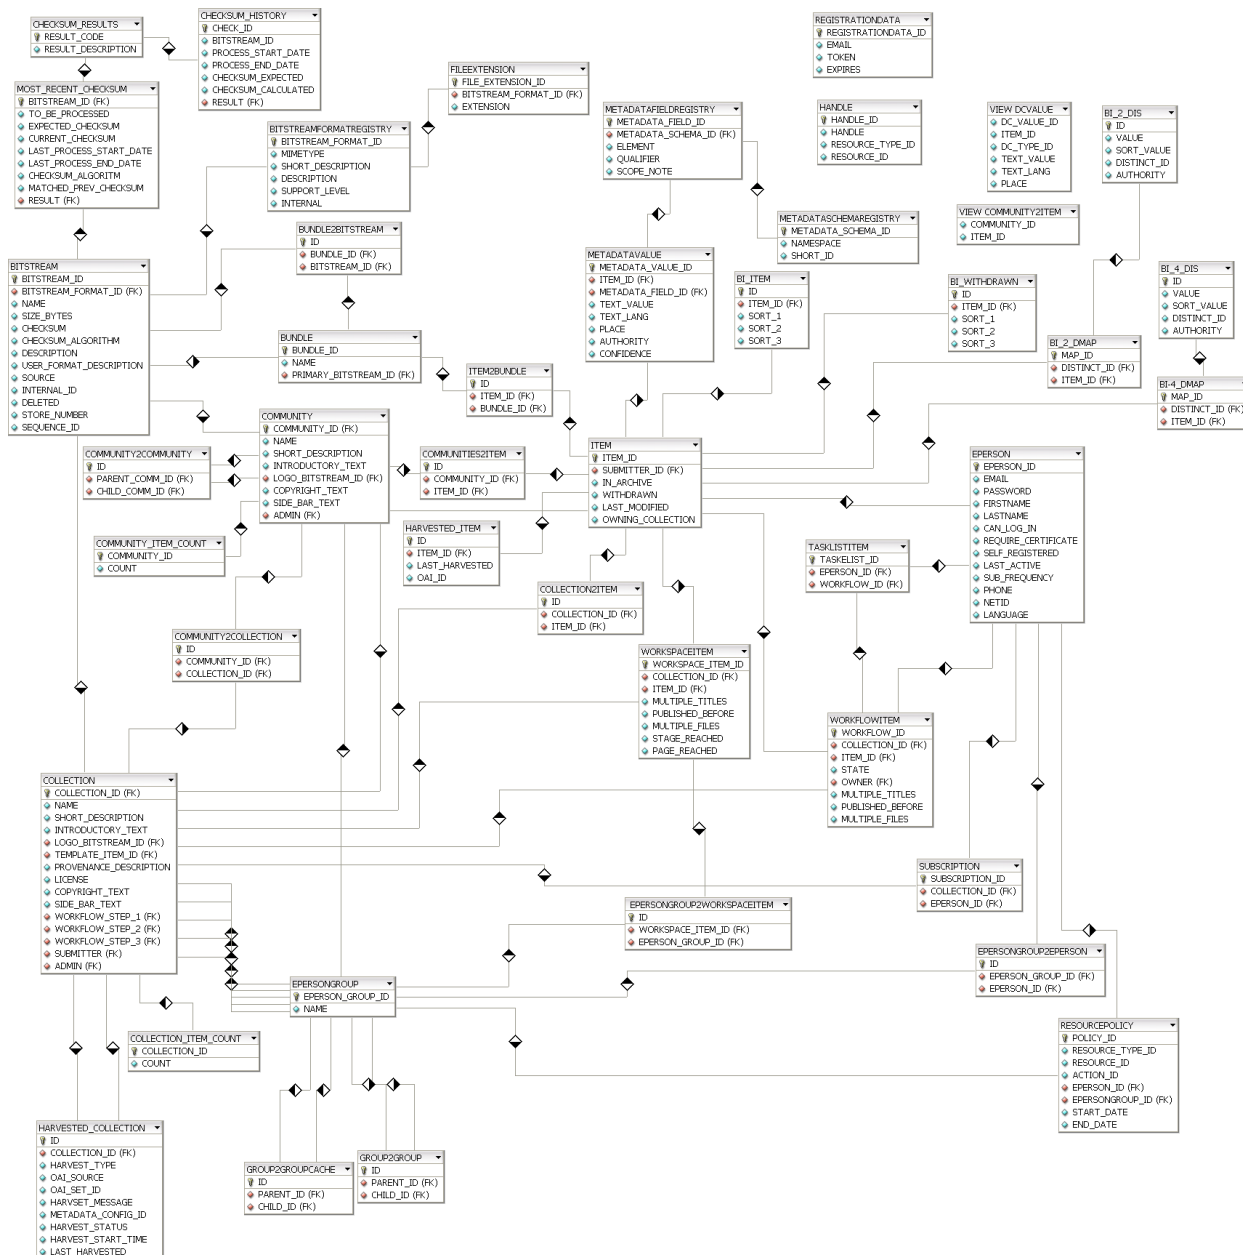 CHECKSUM_RESULTS
RESULT_CODE
RESULT_DESCRIPTION
CHECKSUM_HISTORY
CHECK_ID
BITSTREAM_ID
PROCESS_START_DATE
PROCESS_END_DATE
CHECKSUM_EXPECTED
CHECKSUM_CALCULATED
RESULT (FK)
REGISTRATIONDATA
REGISTRATIONDATA_ID
EMAIL
TOKEN
EXPIRES
MOST_RECENT_CHECKSUM
BITSTREAM_ID (FK)
TO_BE_PROCESSED
EXPECTED_CHECKSUM
CURRENT_CHECKSUM
LAST_PROCESS_START_DATE
LAST_PROCESS_END_DATE
CHECKSUM_ALGORITM
MATCHED_PREV_CHECKSUM
RESULT (FK)
FILEEXTENSION
FILE_EXTENSION_ID
BITSTREAM_FORMAT_ID (FK)
EXTENSION
BITSTREAMFORMATREGISTRY
BITSTREAM_FORMAT_ID
MIMETYPE
SHORT_DESCRIPTION
DESCRIPTION
SUPPORT_LEVEL
INTERNAL
METADATAFIELDREGISTRY
METADATA_FIELD_ID
METADATA_SCHEMA_ID (FK)
ELEMENT
QUALIFIER
SCOPE_NOTE
HANDLE
HANDLE_ID
HANDLE
RESOURCE_TYPE_ID
RESOURCE_ID
VIEW DCVALUE
DC_VALUE_ID
ITEM_ID
DC_TYPE_ID
TEXT_VALUE
TEXT_LANG
PLACE
BI_2_DIS
ID
VALUE
SORT_VALUE
DISTINCT_ID
AUTHORITY
VIEW COMMUNITY2ITEM
COMMUNITY_ID
ITEM_ID
METADATASCHEMAREGISTRY
METADATA_SCHEMA_ID
NAMESPACE
SHORT_ID
BUNDLE2BITSTREAM
ID
BUNDLE_ID (FK)
BITSTREAM_ID (FK)
BITSTREAM
BITSTREAM_ID
BITSTREAM_FORMAT_ID (FK)
NAME
SIZE_BYTES
CHECKSUM
CHECKSUM_ALGORITHM
DESCRIPTION
USER_FORMAT_DESCRIPTION
SOURCE
INTERNAL_ID
DELETED
STORE_NUMBER
SEQUENCE_ID
METADATAVALUE
METADATA_VALUE_ID
ITEM_ID (FK)
METADATA_FIELD_ID (FK)
TEXT_VALUE
TEXT_LANG
PLACE
AUTHORITY
CONFIDENCE
BI_ITEM
ID
ITEM_ID (FK)
SORT_1
SORT_2
SORT_3
BI_WITHDRAWN
ID
ITEM_ID (FK)
SORT_1
SORT_2
SORT_3
BI_4_DIS
ID
VALUE
SORT_VALUE
DISTINCT_ID
AUTHORITY
BUNDLE
BUNDLE_ID
NAME
PRIMARY_BITSTREAM_ID (FK)
BI_2_DMAP
MAP_ID
DISTINCT_ID (FK)
ITEM_ID (FK)
ITEM2BUNDLE
ID
ITEM_ID (FK)
BUNDLE_ID (FK)
BI-4_DMAP
MAP_ID
DISTINCT_ID (FK)
ITEM_ID (FK)
COMMUNITY
COMMUNITY_ID (FK)
NAME
SHORT_DESCRIPTION
INTRODUCTORY_TEXT
LOGO_BITSTREAM_ID (FK)
COPYRIGHT_TEXT
SIDE_BAR_TEXT
ADMIN (FK)
COMMUNITY2COMMUNITY
ID
PARENT_COMM_ID (FK)
CHILD_COMM_ID (FK)
COMMUNITIES2ITEM
ID
COMMUNITY_ID (FK)
ITEM_ID (FK)
ITEM
ITEM_ID
SUBMITTER_ID (FK)
IN_ARCHIVE
WITHDRAWN
LAST_MODIFIED
OWNING_COLLECTION
EPERSON
EPERSON_ID
EMAIL
PASSWORD
FIRSTNAME
LASTNAME
CAN_LOG_IN
REQUIRE_CERTIFICATE
SELF_REGISTERED
LAST_ACTIVE
SUB_FREQUENCY
PHONE
NETID
LANGUAGE
HARVESTED_ITEM
ID
ITEM_ID (FK)
LAST_HARVESTED
OAI_ID
COMMUNITY_ITEM_COUNT
COMMUNITY_ID
COUNT
TASKLISTITEM
TASKELIST_ID
EPERSON_ID (FK)
WORKFLOW_ID (FK)
COLLECTION2ITEM
ID
COLLECTION_ID (FK)
ITEM_ID (FK)
COMMUNITY2COLLECTION
ID
COMMUNITY_ID (FK)
COLLECTION_ID (FK)
WORKSPACEITEM
WORKSPACE_ITEM_ID
COLLECTION_ID (FK)
ITEM_ID (FK)
MULTIPLE_TITLES
PUBLISHED_BEFORE
MULTIPLE_FILES
STAGE_REACHED
PAGE_REACHED
WORKFLOWITEM
WORKFLOW_ID
COLLECTION_ID (FK)
ITEM_ID (FK)
STATE
OWNER (FK)
MULTIPLE_TITLES
PUBLISHED_BEFORE
MULTIPLE_FILES
COLLECTION
COLLECTION_ID (FK)
NAME
SHORT_DESCRIPTION
INTRODUCTORY_TEXT
LOGO_BITSTREAM_ID (FK)
TEMPLATE_ITEM_ID (FK)
PROVENANCE_DESCRIPTION
LICENSE
COPYRIGHT_TEXT
SIDE_BAR_TEXT
WORKFLOW_STEP_1 (FK)
WORKFLOW_STEP_2 (FK)
WORKFLOW_STEP_3 (FK)
SUBMITTER (FK)
ADMIN (FK)
SUBSCRIPTION
SUBSCRIPTION_ID
COLLECTION_ID (FK)
EPERSON_ID (FK)
EPERSONGROUP2WORKSPACEITEM
ID
WORKSPACE_ITEM_ID (FK)
EPERSON_GROUP_ID (FK)
EPERSONGROUP2EPERSON
ID
EPERSON_GROUP_ID (FK)
EPERSON_ID (FK)
EPERSONGROUP
EPERSON_GROUP_ID
NAME
RESOURCEPOLICY
POLICY_ID
RESOURCE_TYPE_ID
RESOURCE_ID
ACTION_ID
EPERSON_ID (FK)
EPERSONGROUP_ID (FK)
START_DATE
END_DATE
COLLECTION_ITEM_COUNT
COLLECTION_ID
COUNT
HARVESTED_COLLECTION
ID
COLLECTION_ID (FK)
HARVEST_TYPE
OAI_SOURCE
OAI_SET_ID
HARVSET_MESSAGE
METADATA_CONFIG_ID
HARVEST_STATUS
HARVEST_START_TIME
LAST_HARVESTED
GROUP2GROUPCACHE
ID
PARENT_ID (FK)
CHILD_ID (FK)
GROUP2GROUP
ID
PARENT_ID (FK)
CHILD_ID (FK)